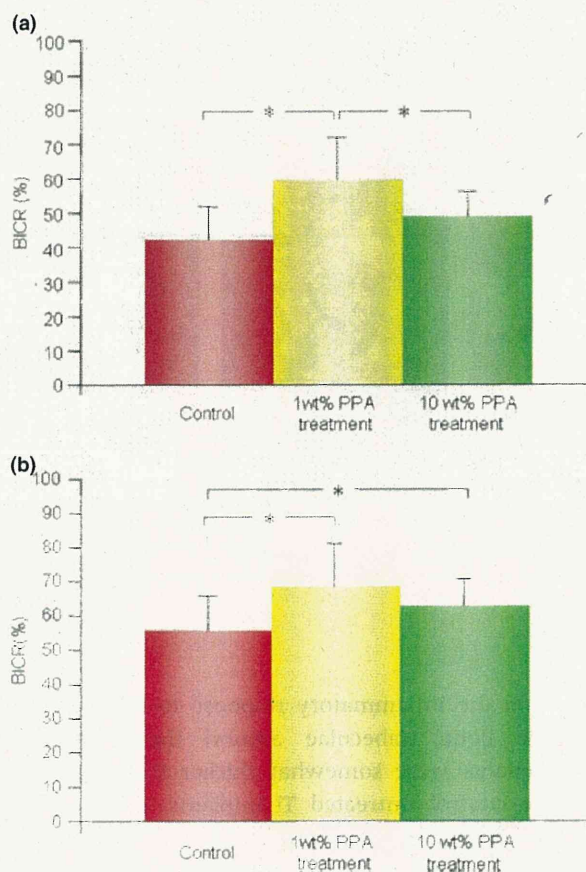 (a)
100
90
80
70
60
50
40
30
20
10
0
BICR (%)
*
*
Control
1wt% PPA
treatment
10 wt% PPA
treatment
(b)
100
90
80
70
60
50
40
30
20
10
0
BICR(%)
*
*
Control
1wt% PPA
treatment
10 wt% PPA
treatment